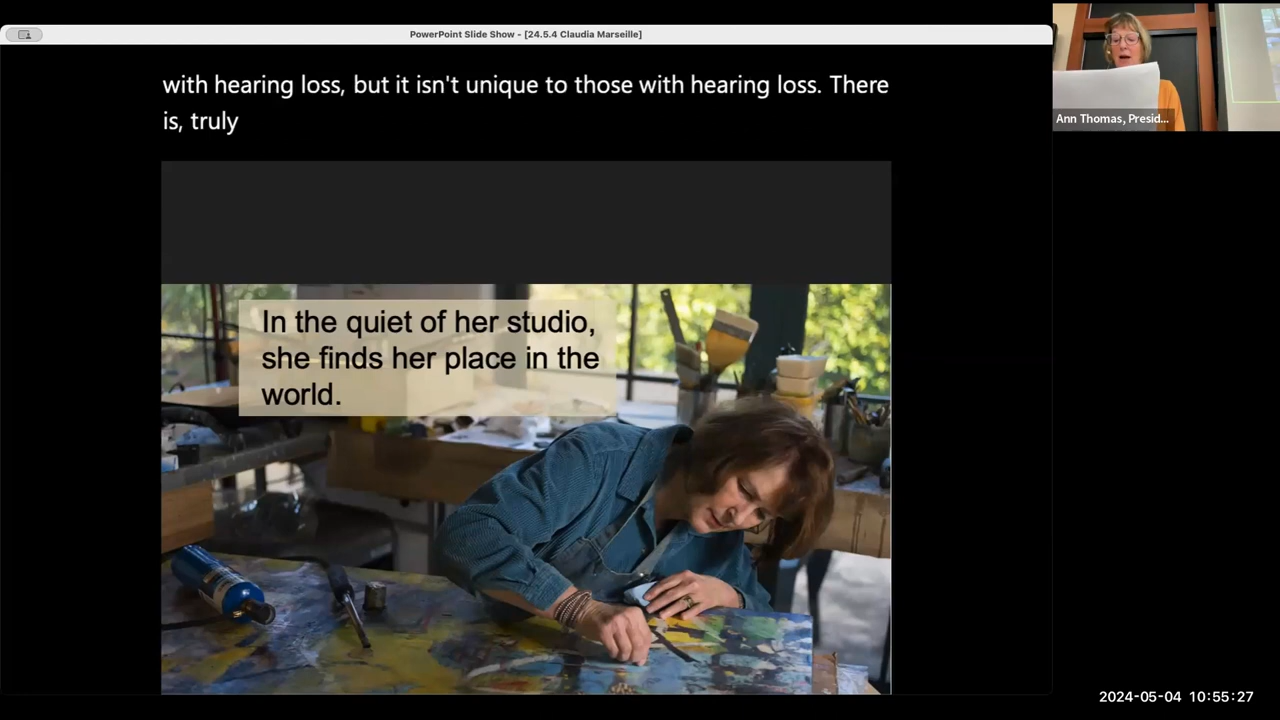 PowerPoint Slide Show - [24.5.4 Claudia Marseille]
with hearing loss, but it isn't unique to those with hearing loss. There
is, truly
In the quiet of her studio,
she finds her place in the
world.
Ann Thomas, Presid...
2024-05-04 10:55:27